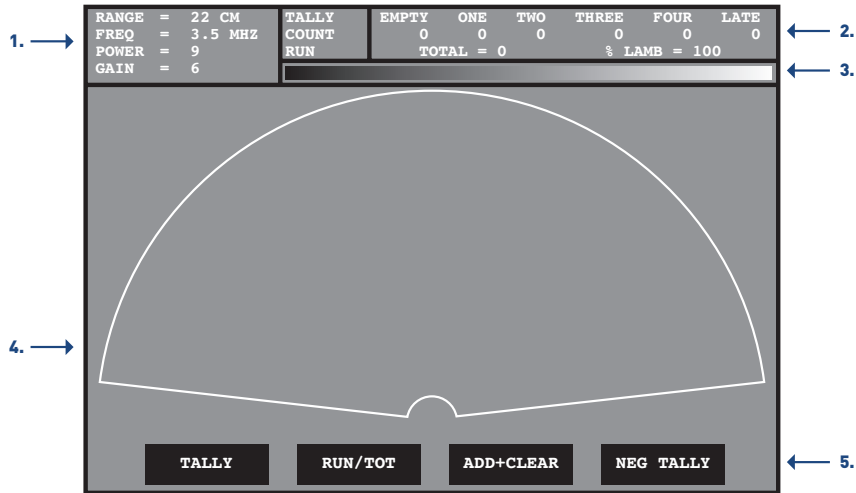 RANGE = 22 CM
FREQ = 3.5 MHZ
POWER = 9
GAIN = 6
TALLY
COUNT
RUN
EMPTY ONE TWO THREE FOUR LATE
0 0 0 0 0 0
TOTAL = 0 % LAMB = 100
1.
2.
3.
4.
TALLY RUN/TOT ADD+CLEAR NEG TALLY
5.